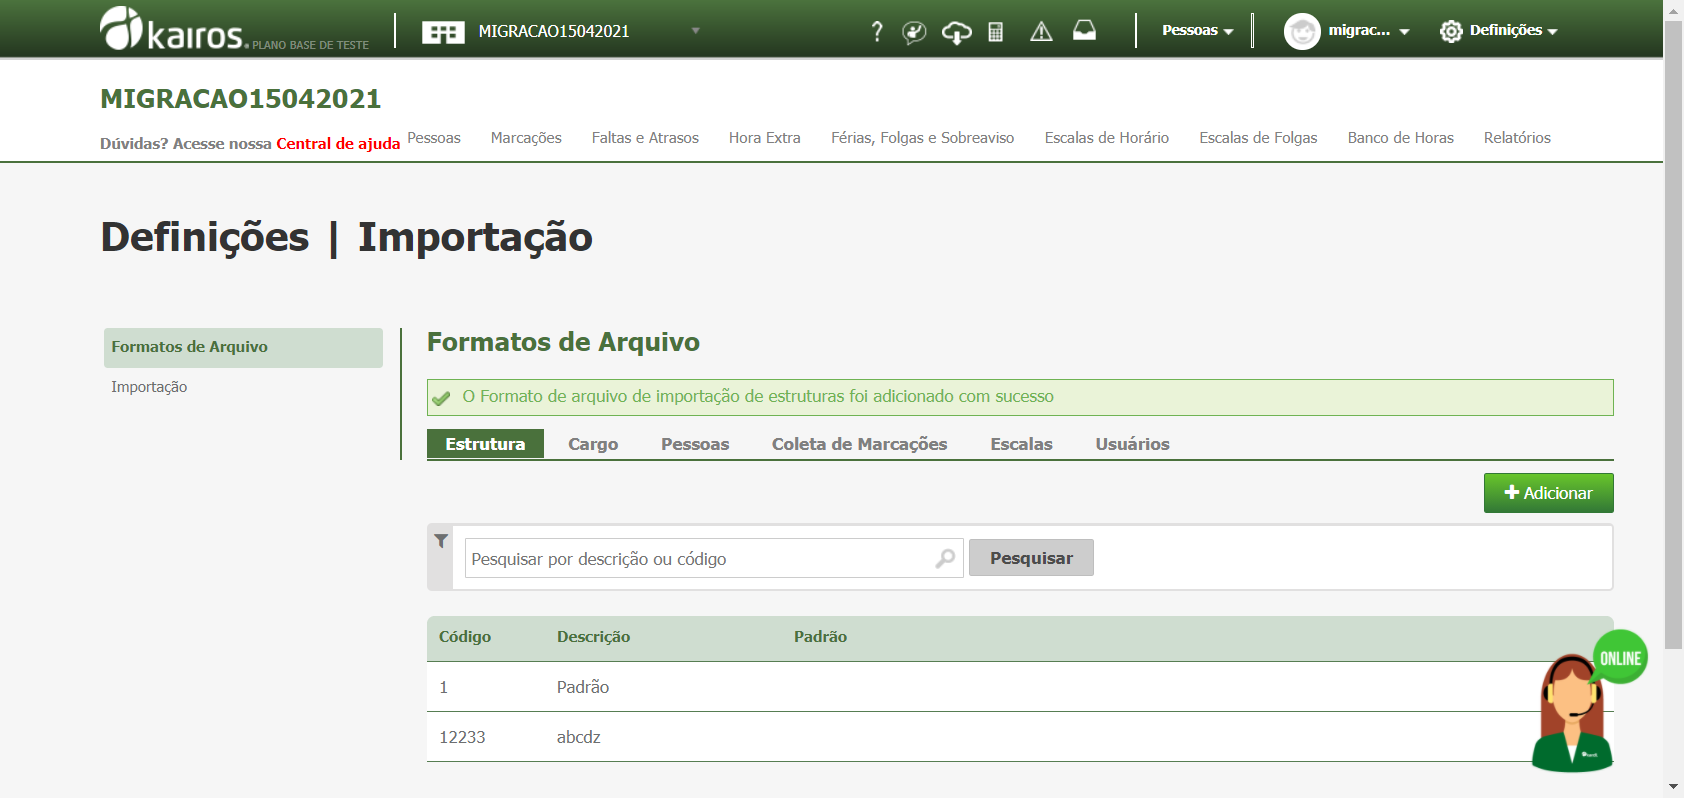 kairos. PLANO BASE DE TESTE MIGRACAO15042021 ? Pessoas migrac... Definições
MIGRACAO15042021
Dúvidas? Acesse nossa Central de ajuda Pessoas Marcações Faltas e Atrasos Hora Extra Férias, Folgas e Sobreaviso Escalas de Horário Escalas de Folgas Banco de Horas Relatórios
Definições | Importação
Formatos de Arquivo
Importação
Formatos de Arquivo
O Formato de arquivo de importação de estruturas foi adicionado com sucesso
Estrutura Cargo Pessoas Coleta de Marcações Escalas Usuários
Adicionar
Pesquisar por descrição ou código Pesquisar
Código Descrição Padrão
1 Padrão
12233 abcdz
ONLINE